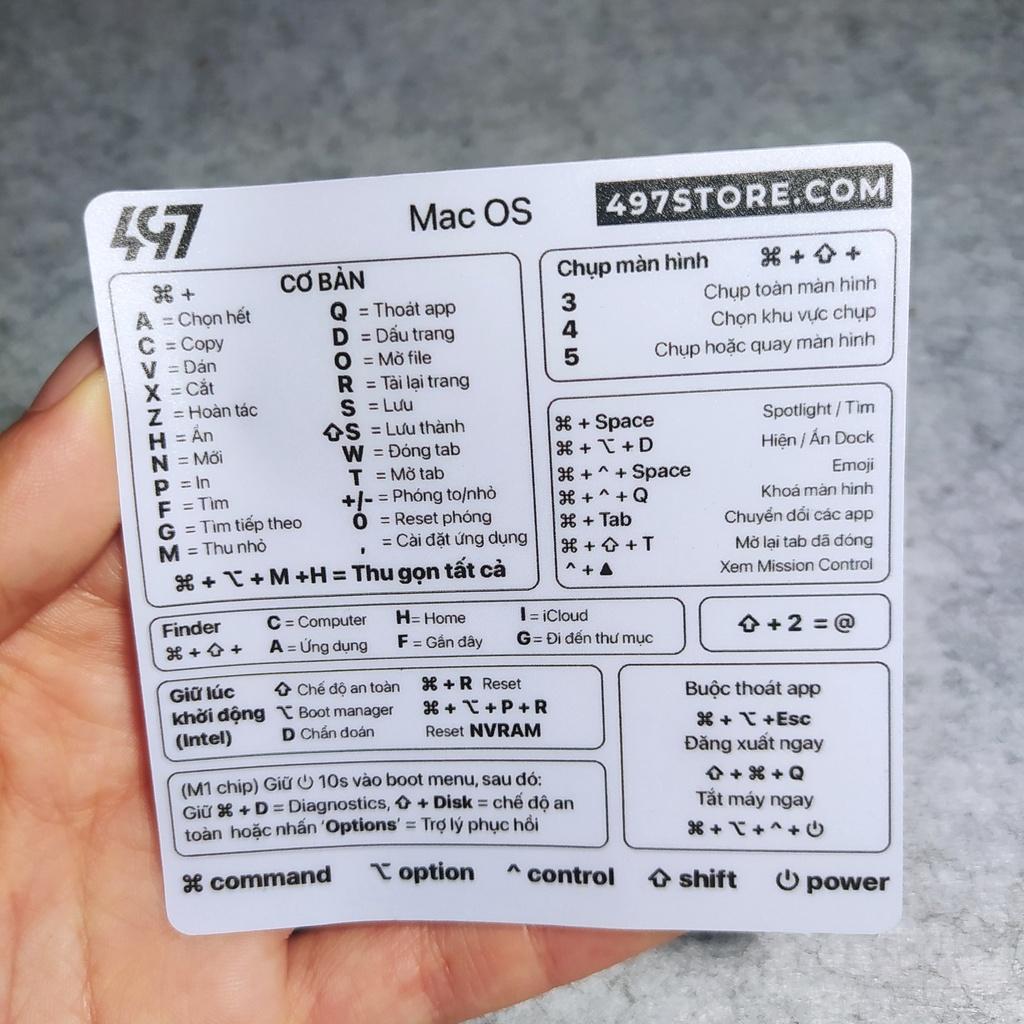 497
Mac OS
497STORE.COM
CƠ BẢN
⌘ +
A = Chọn hết
C = Copy
V = Dán
X = Cắt
Z = Hoàn tác
H = Ẩn
N = Mới
P = In
F = Tìm
G = Tìm tiếp theo
M = Thu nhỏ
Q = Thoát app
D = Dấu trang
O = Mở file
R = Tải lại trang
S = Lưu
⇧S = Lưu thành
W = Đóng tab
T = Mở tab
+/- = Phóng to/nhỏ
0 = Reset phóng
, = Cài đặt ứng dụng
⌘ + ⌥ + M +H = Thu gọn tất cả
Chụp màn hình ⌘ + ⇧ +
3 Chụp toàn màn hình
4 Chọn khu vực chụp
5 Chụp hoặc quay màn hình
⌘ + Space Spotlight / Tìm
⌘ + ⌥ + D Hiện / Ẩn Dock
⌘ + ^ + Space Emoji
⌘ + ^ + Q Khoá màn hình
⌘ + Tab Chuyển đổi các app
⌘ + ⇧ + T Mở lại tab đã đóng
^ + ▲ Xem Mission Control
Finder
⌘ + ⇧ +
C = Computer H= Home I = iCloud
A = Ứng dụng F = Gần đây G= Đi đến thư mục
⇧ + 2 = @
Giữ lúc
khởi động
(Intel)
⇧ Chế độ an toàn ⌘ + R Reset
⌥ Boot manager ⌘ + ⌥ + P + R
D Chẩn đoán Reset NVRAM
(M1 chip) Giữ ⏻ 10s vào boot menu, sau đó:
Giữ ⌘ + D = Diagnostics, ⇧ + Disk = chế độ an
toàn hoặc nhấn 'Options' = Trợ lý phục hồi
Buộc thoát app
⌘ + ⌥ +Esc
Đăng xuất ngay
⇧ + ⌘ + Q
Tắt máy ngay
⌘ + ⌥ + ^ + ⏻
⌘ command ⌥ option ^ control ⇧ shift ⏻ power